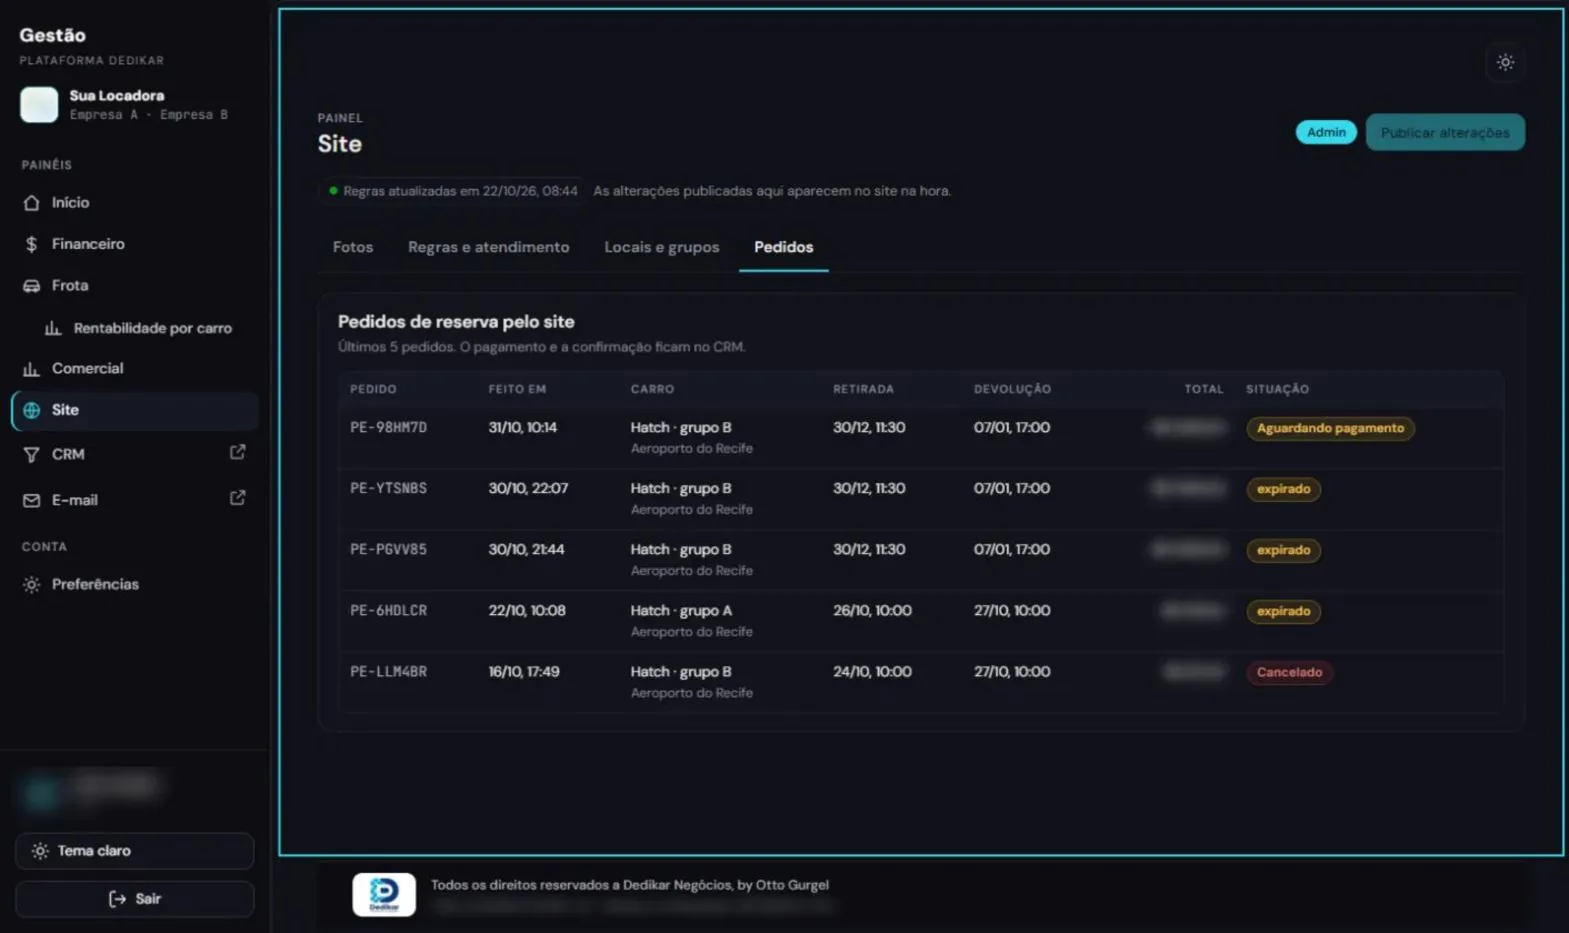 Gestão
PLATAFORMA DEDIKAR
Sua Locadora
Empresa A · Empresa B
PAINÉIS
Início
Financeiro
Frota
Rentabilidade por carro
Comercial
Site
CRM
E-mail
CONTA
Preferências
Tema claro
Sair
PAINEL
Site
Admin
Publicar alterações
Regras atualizadas em 22/10/26, 08:44 As alterações publicadas aqui aparecem no site na hora.
Fotos Regras e atendimento Locais e grupos Pedidos
Pedidos de reserva pelo site
Últimos 5 pedidos. O pagamento e a confirmação ficam no CRM.
PEDIDO FEITO EM CARRO RETIRADA DEVOLUÇÃO TOTAL SITUAÇÃO
PE-98HM7D 31/10, 10:14 Hatch · grupo B 30/12, 11:30 07/01, 17:00 Aguardando pagamento
Aeroporto do Recife
PE-YTSNBS 30/10, 22:07 Hatch · grupo B 30/12, 11:30 07/01, 17:00 expirado
Aeroporto do Recife
PE-PGVV85 30/10, 21:44 Hatch · grupo B 30/12, 11:30 07/01, 17:00 expirado
Aeroporto do Recife
PE-6HDLCR 22/10, 10:08 Hatch · grupo A 26/10, 10:00 27/10, 10:00 expirado
Aeroporto do Recife
PE-LLM4BR 16/10, 17:49 Hatch · grupo B 24/10, 10:00 27/10, 10:00 Cancelado
Aeroporto do Recife
Dedikar
Todos os direitos reservados a Dedikar Negócios, by Otto Gurgel